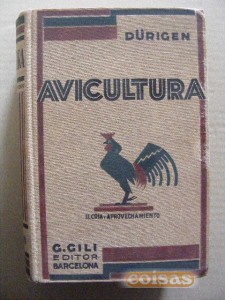 DÜRIGEN
AVICULTURA
II. CRIA Y APROVECHAMIENTO
G. GILI
EDITOR
BARCELONA
coisas